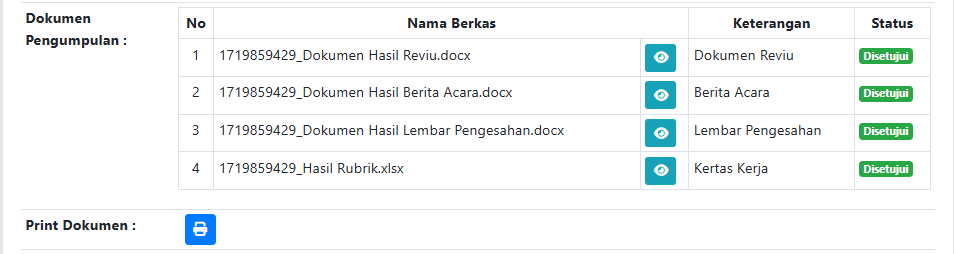 Dokumen Pengumpulan :
No Nama Berkas Keterangan Status
1 1719859429_Dokumen Hasil Reviu.docx Dokumen Reviu Disetujui
2 1719859429_Dokumen Hasil Berita Acara.docx Berita Acara Disetujui
3 1719859429_Dokumen Hasil Lembar Pengesahan.docx Lembar Pengesahan Disetujui
4 1719859429_Hasil Rubrik.xlsx Kertas Kerja Disetujui
Print Dokumen :